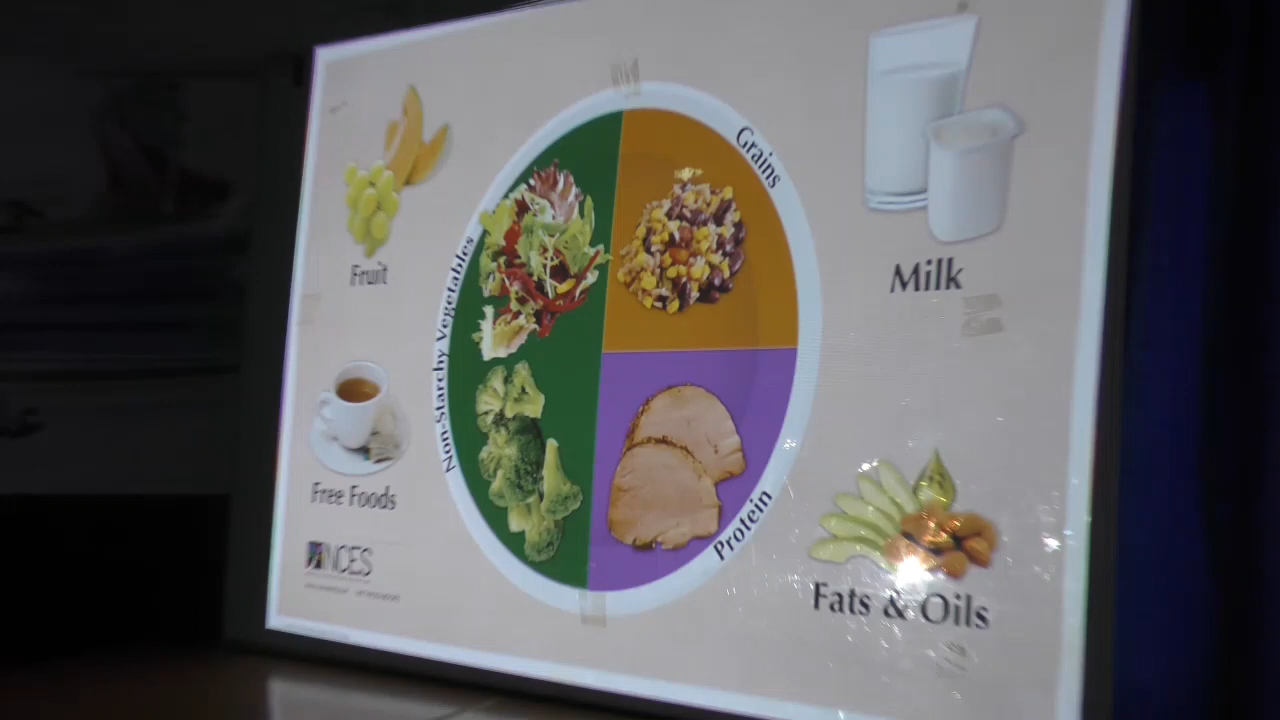 Fruit
Free Foods
NCES
Non-Starchy Vegetables
Grains
Protein
Milk
Fats & Oils